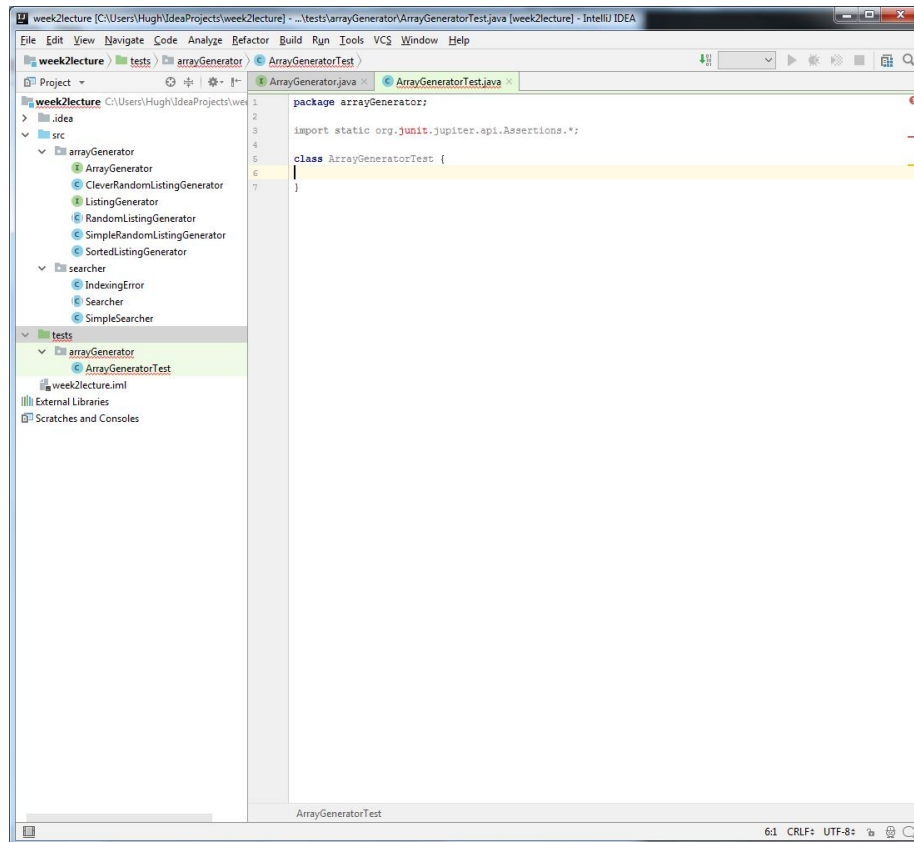 week2lecture [C:\Users\Hugh\IdeaProjects\week2lecture] - ...\tests\arrayGenerator\ArrayGeneratorTest.java [week2lecture] - IntelliJ IDEA
File Edit View Navigate Code Analyze Refactor Build Run Tools VCS Window Help
week2lecture tests arrayGenerator ArrayGeneratorTest
Project
ArrayGenerator.java ArrayGeneratorTest.java
week2lecture C:\Users\Hugh\IdeaProjects\wee
.idea
src
arrayGenerator
ArrayGenerator
CleverRandomListingGenerator
ListingGenerator
RandomListingGenerator
SimpleRandomListingGenerator
SortedListingGenerator
searcher
IndexingError
Searcher
SimpleSearcher
tests
arrayGenerator
ArrayGeneratorTest
week2lecture.iml
External Libraries
Scratches and Consoles
1 package arrayGenerator;
2
3 import static org.junit.jupiter.api.Assertions.*;
4
5 class ArrayGeneratorTest {
6
7 }
ArrayGeneratorTest
6:1 CRLF UTF-8